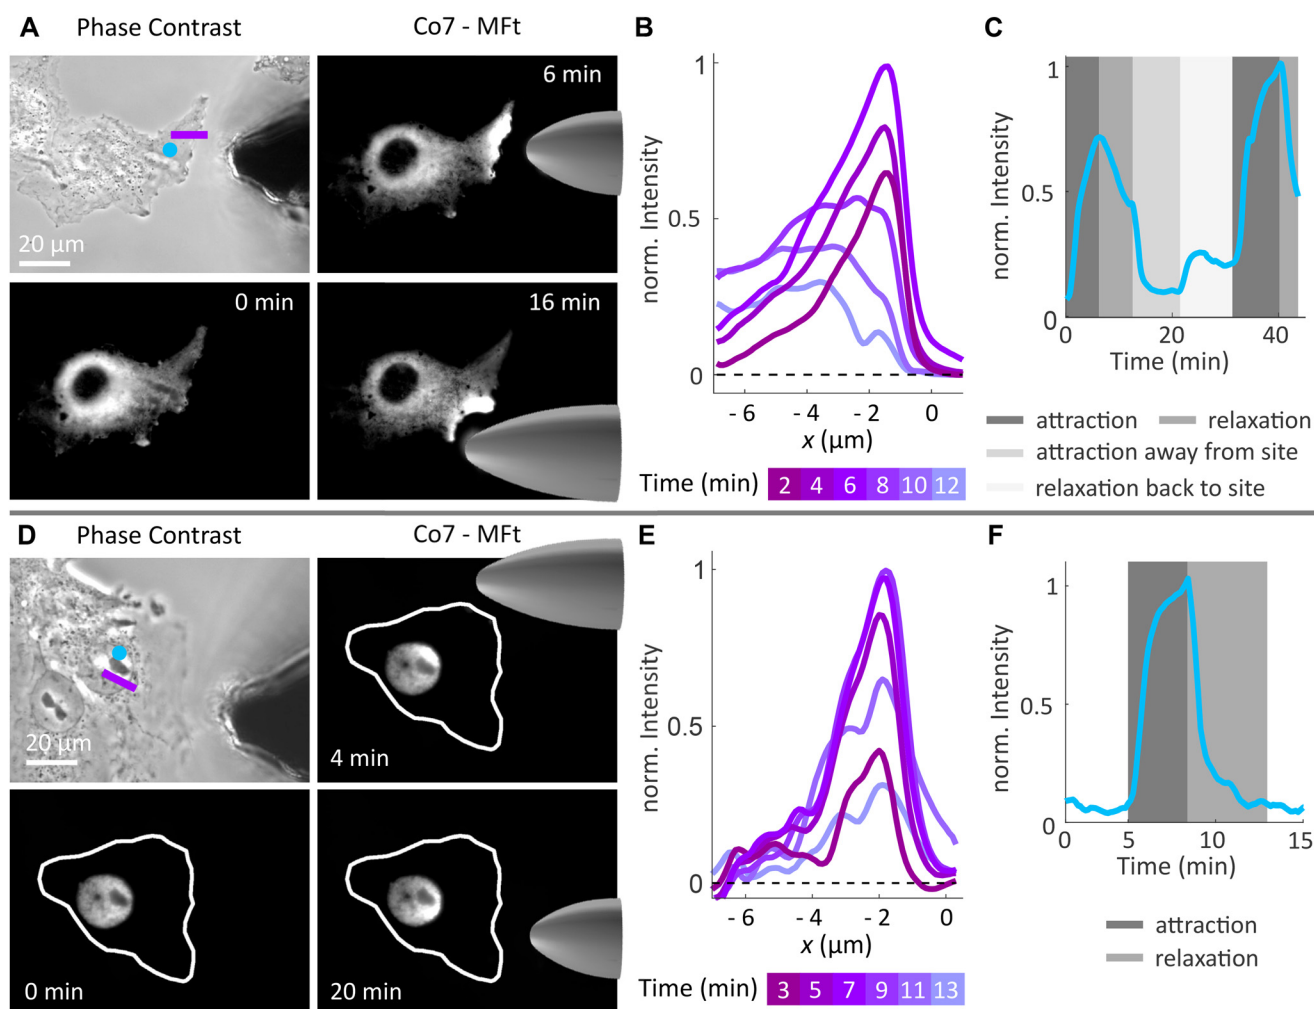 A
Phase Contrast
Co7 - MFt
20 µm
6 min
0 min
16 min
B
1
0.5
0
norm. Intensity
- 6
- 4
- 2
0
x (µm)
Time (min) 2 4 6 8 10 12
C
1
0.5
0
norm. Intensity
0
20
40
Time (min)
attraction
relaxation
attraction away from site
relaxation back to site
D
Phase Contrast
Co7 - MFt
20 µm
4 min
0 min
20 min
E
1
0.5
0
norm. Intensity
- 6
- 4
- 2
0
x (µm)
Time (min) 3 5 7 9 11 13
F
1
0.5
0
norm. Intensity
0
5
10
15
Time (min)
attraction
relaxation